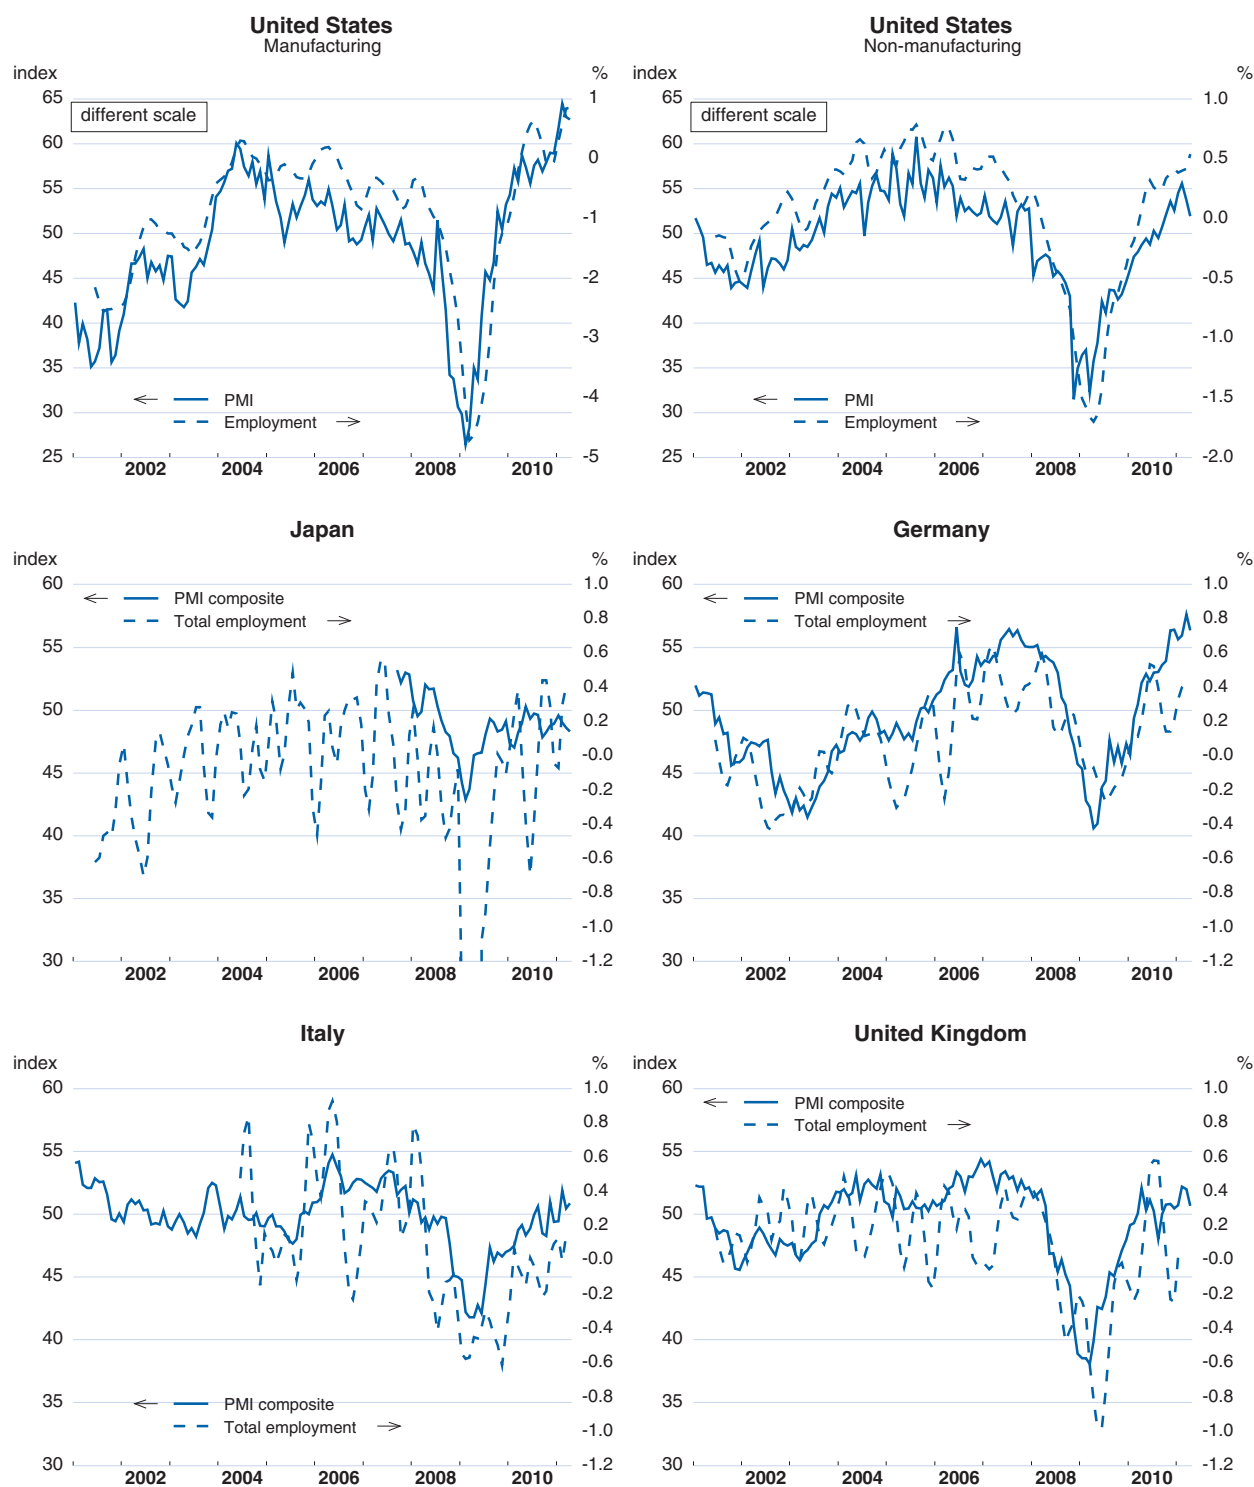 United States
Manufacturing
index %
different scale
65 1
60 0
55 -1
50 -2
45 -3
40 -4
35 -5
30
25
PMI
Employment
2002 2004 2006 2008 2010
United States
Non-manufacturing
index %
different scale
65 1.0
60 0.5
55 0.0
50 -0.5
45 -1.0
40 -1.5
35 -2.0
30
25
PMI
Employment
2002 2004 2006 2008 2010
Japan
index %
60 1.0
55 0.8
50 0.6
45 0.4
40 0.2
35 -0.0
30 -0.2
-0.4
-0.6
-0.8
-1.0
-1.2
PMI composite
Total employment
2002 2004 2006 2008 2010
Germany
index %
60 1.0
55 0.8
50 0.6
45 0.4
40 0.2
35 -0.0
30 -0.2
-0.4
-0.6
-0.8
-1.0
-1.2
PMI composite
Total employment
2002 2004 2006 2008 2010
Italy
index %
60 1.0
55 0.8
50 0.6
45 0.4
40 0.2
35 -0.0
30 -0.2
-0.4
-0.6
-0.8
-1.0
-1.2
PMI composite
Total employment
2002 2004 2006 2008 2010
United Kingdom
index %
60 1.0
55 0.8
50 0.6
45 0.4
40 0.2
35 -0.0
30 -0.2
-0.4
-0.6
-0.8
-1.0
-1.2
PMI composite
Total employment
2002 2004 2006 2008 2010